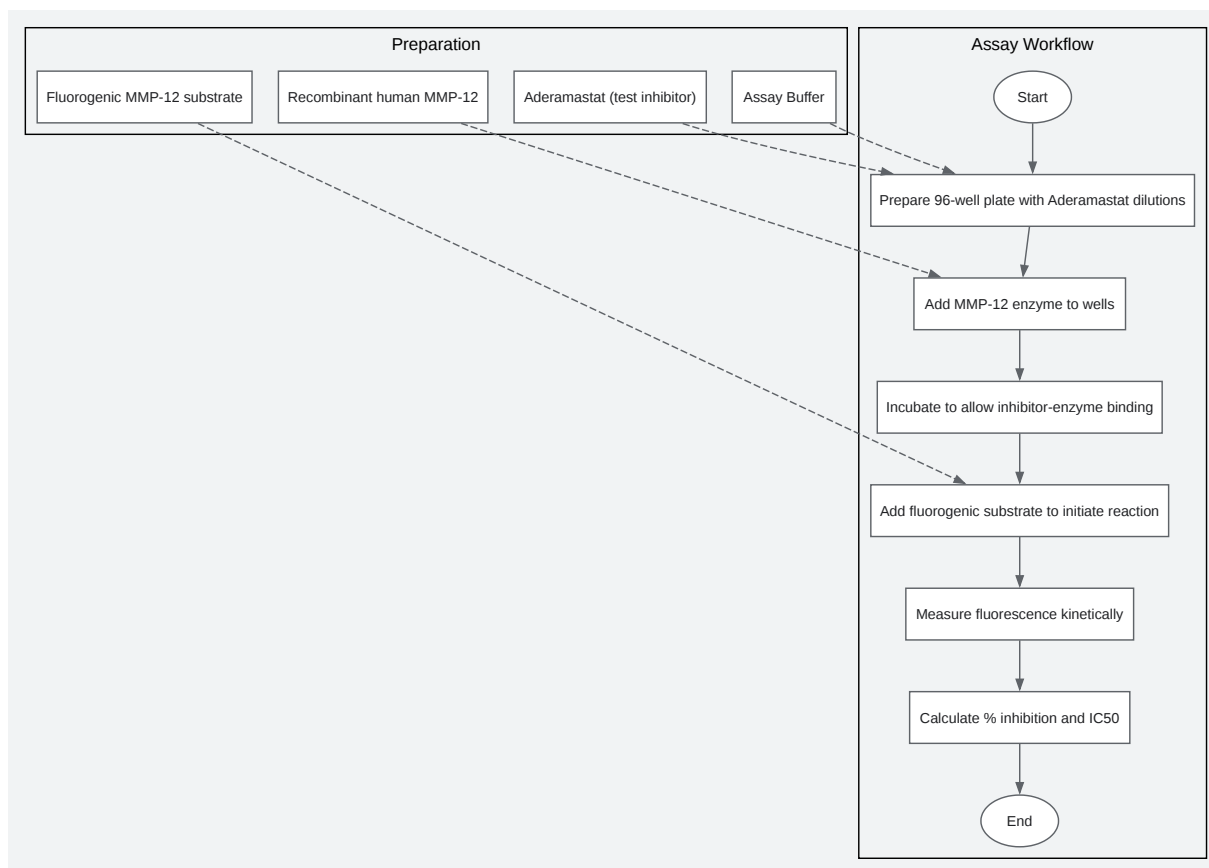 Preparation
Fluorogenic MMP-12 substrate
Recombinant human MMP-12
Aderamastat (test inhibitor)
Assay Buffer
Assay Workflow
Start
Prepare 96-well plate with Aderamastat dilutions
Add MMP-12 enzyme to wells
Incubate to allow inhibitor-enzyme binding
Add fluorogenic substrate to initiate reaction
Measure fluorescence kinetically
Calculate % inhibition and IC50
End